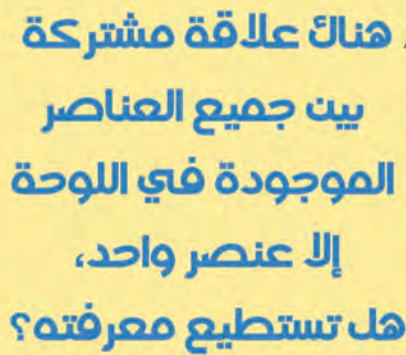 هناك علاقة مشتركة
بين جميع العناصر
الموجودة في اللوحة
إلا عنصر واحد،
هل تستطيع معرفته؟